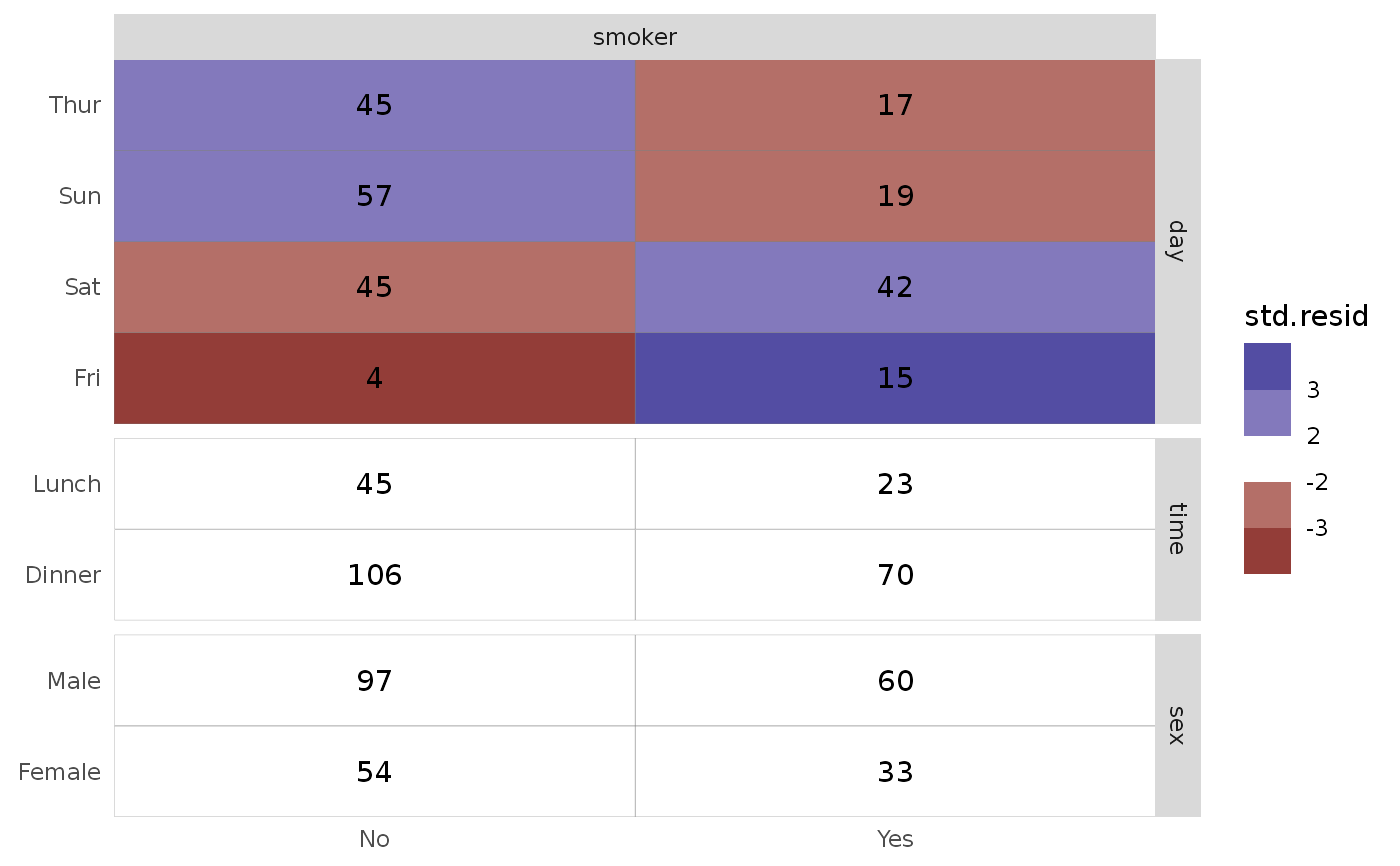 smoker
Thur 45 17
Sun 57 19
Sat 45 42
Fri 4 15
day
Lunch 45 23
Dinner 106 70
time
Male 97 60
Female 54 33
sex
No Yes
std.resid
3
2
-2
-3